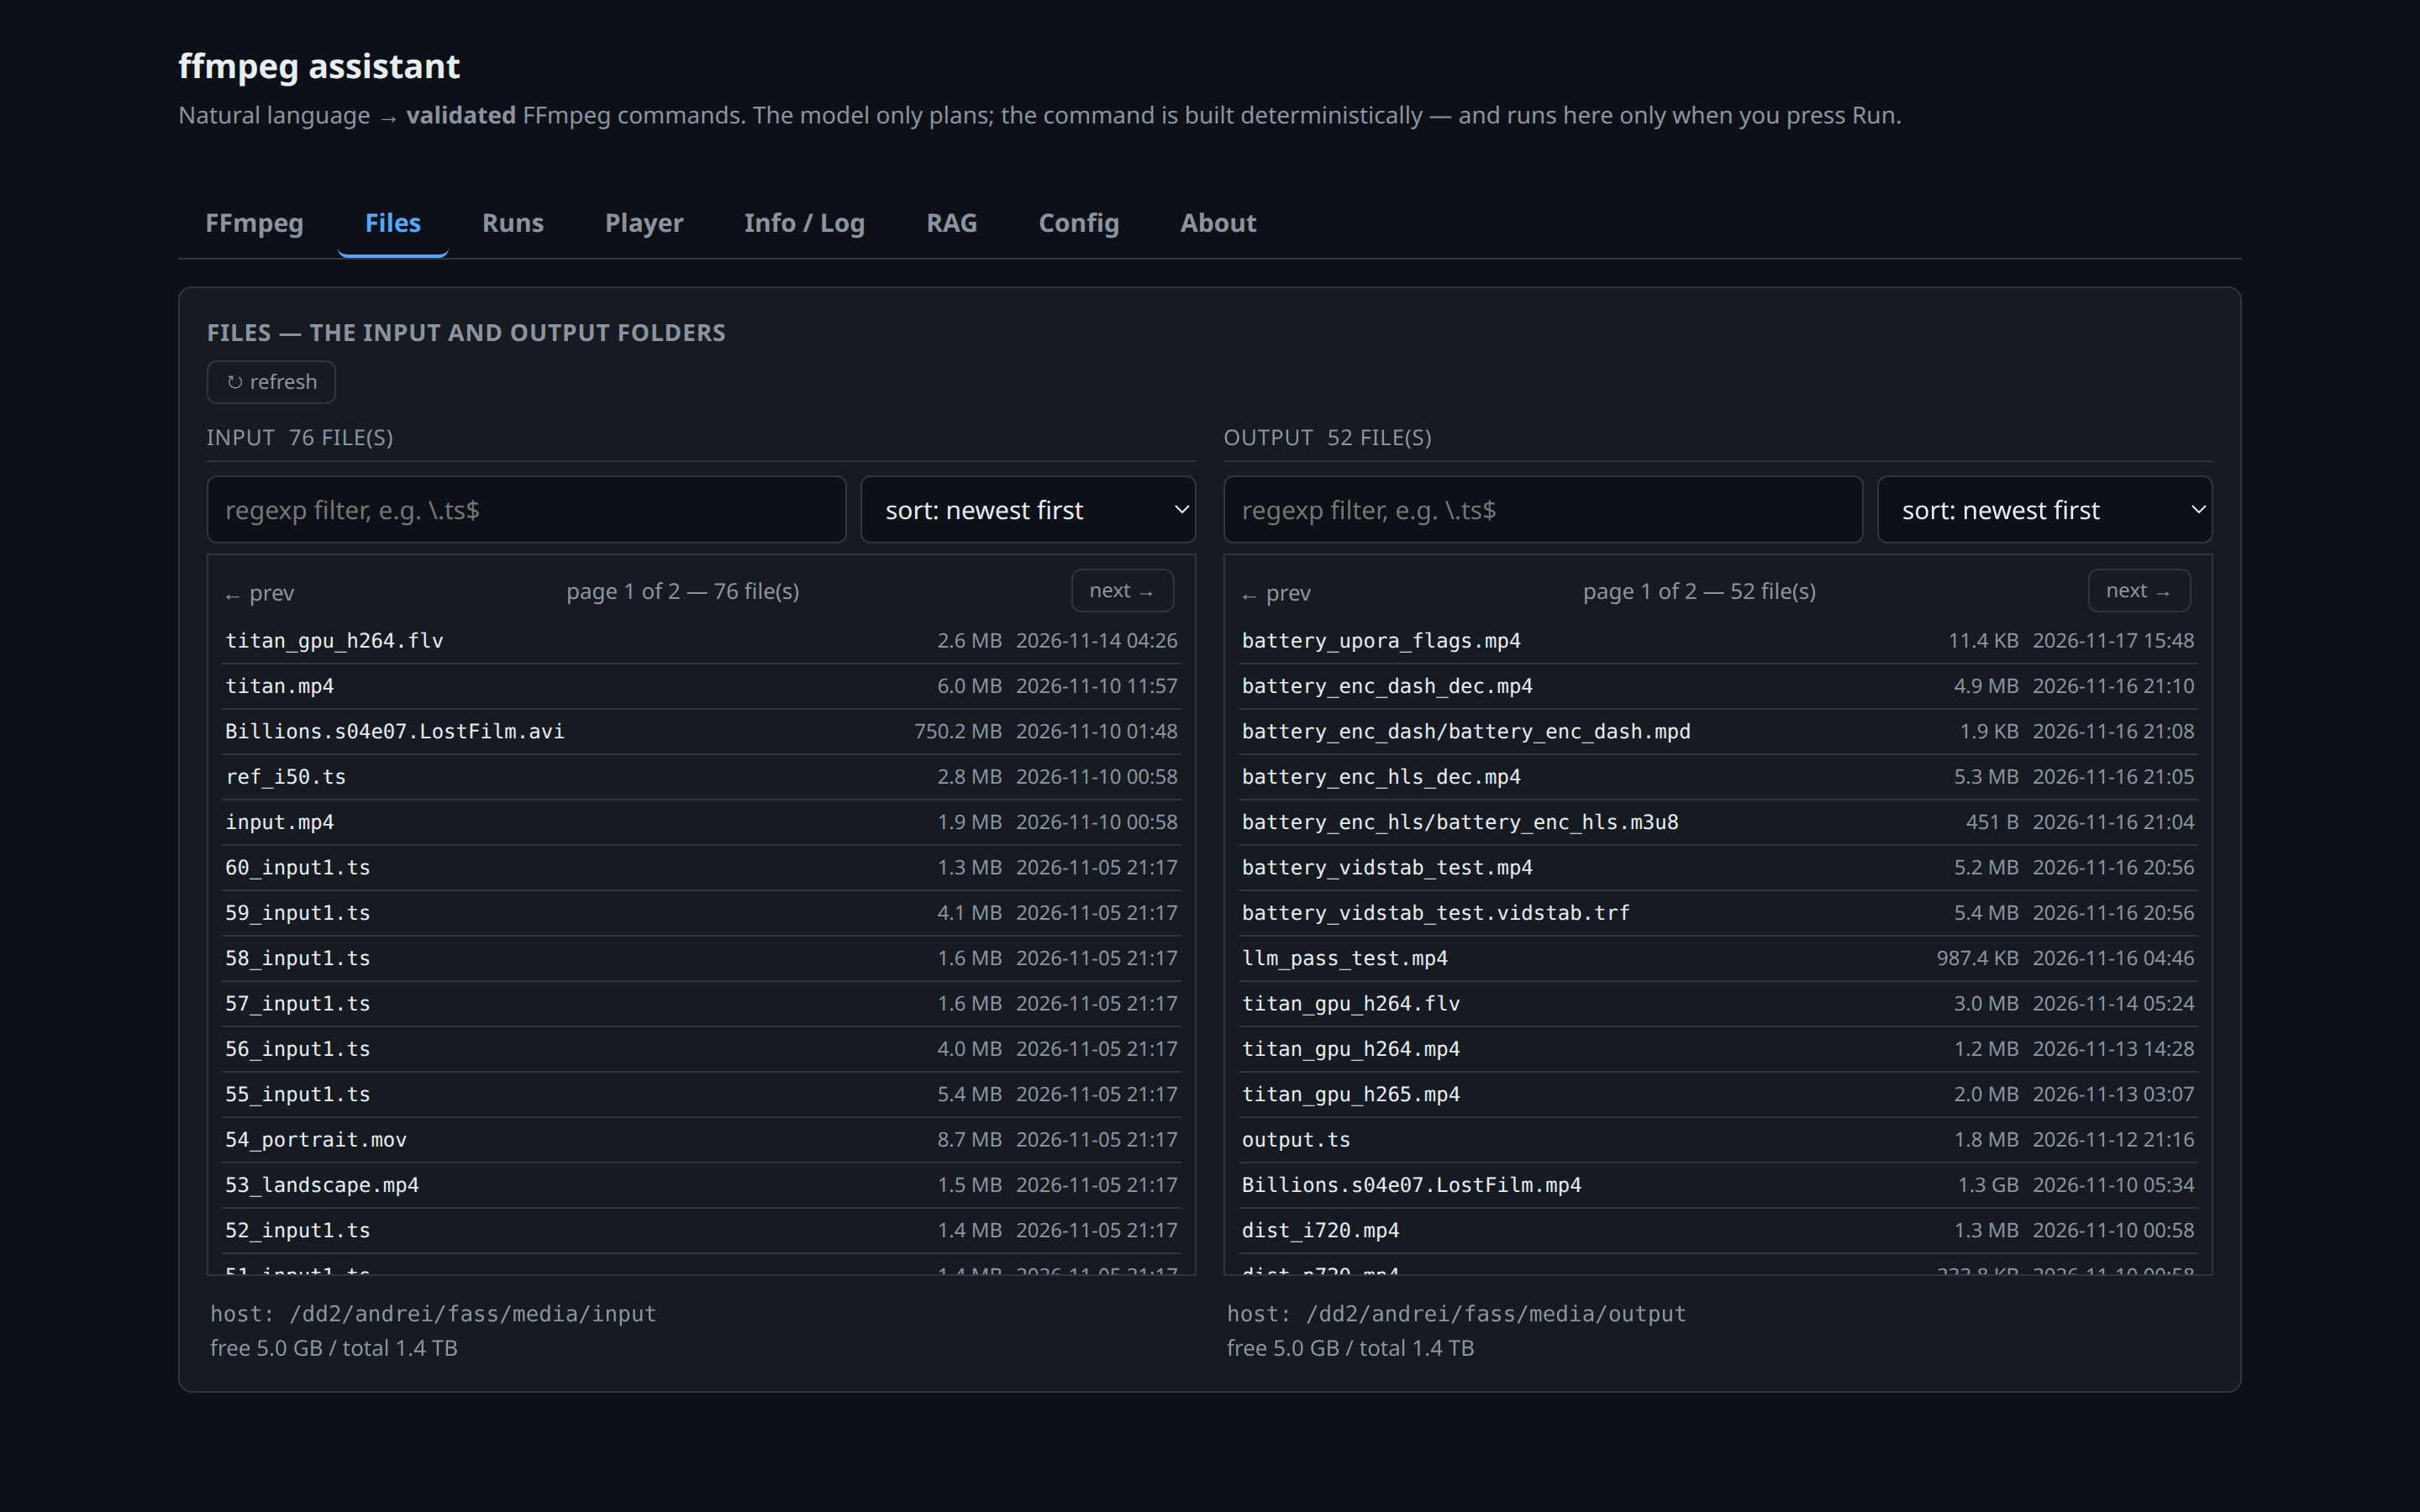 ffmpeg assistant
Natural language → validated FFmpeg commands. The model only plans; the command is built deterministically — and runs here only when you press Run.
FFmpeg Files Runs Player Info / Log RAG Config About
FILES — THE INPUT AND OUTPUT FOLDERS
↻ refresh
INPUT 76 FILE(S)
regexp filter, e.g. \.ts$ sort: newest first
← prev page 1 of 2 — 76 file(s) next →
titan_gpu_h264.flv 2.6 MB 2026-11-14 04:26
titan.mp4 6.0 MB 2026-11-10 11:57
Billions.s04e07.LostFilm.avi 750.2 MB 2026-11-10 01:48
ref_i50.ts 2.8 MB 2026-11-10 00:58
input.mp4 1.9 MB 2026-11-10 00:58
60_input1.ts 1.3 MB 2026-11-05 21:17
59_input1.ts 4.1 MB 2026-11-05 21:17
58_input1.ts 1.6 MB 2026-11-05 21:17
57_input1.ts 1.6 MB 2026-11-05 21:17
56_input1.ts 4.0 MB 2026-11-05 21:17
55_input1.ts 5.4 MB 2026-11-05 21:17
54_portrait.mov 8.7 MB 2026-11-05 21:17
53_landscape.mp4 1.5 MB 2026-11-05 21:17
52_input1.ts 1.4 MB 2026-11-05 21:17
51_input1.ts 1.4 MB 2026-11-05 21:17
host: /dd2/andrei/fass/media/input
free 5.0 GB / total 1.4 TB
OUTPUT 52 FILE(S)
regexp filter, e.g. \.ts$ sort: newest first
← prev page 1 of 2 — 52 file(s) next →
battery_upora_flags.mp4 11.4 KB 2026-11-17 15:48
battery_enc_dash_dec.mp4 4.9 MB 2026-11-16 21:10
battery_enc_dash/battery_enc_dash.mpd 1.9 KB 2026-11-16 21:08
battery_enc_hls_dec.mp4 5.3 MB 2026-11-16 21:05
battery_enc_hls/battery_enc_hls.m3u8 451 B 2026-11-16 21:04
battery_vidstab_test.mp4 5.2 MB 2026-11-16 20:56
battery_vidstab_test.vidstab.trf 5.4 MB 2026-11-16 20:56
llm_pass_test.mp4 987.4 KB 2026-11-16 04:46
titan_gpu_h264.flv 3.0 MB 2026-11-14 05:24
titan_gpu_h264.mp4 1.2 MB 2026-11-13 14:28
titan_gpu_h265.mp4 2.0 MB 2026-11-13 03:07
output.ts 1.8 MB 2026-11-12 21:16
Billions.s04e07.LostFilm.mp4 1.3 GB 2026-11-10 05:34
dist_i720.mp4 1.3 MB 2026-11-10 00:58
dist_p720.mp4 2026-11-10 00:58
host: /dd2/andrei/fass/media/output
free 5.0 GB / total 1.4 TB